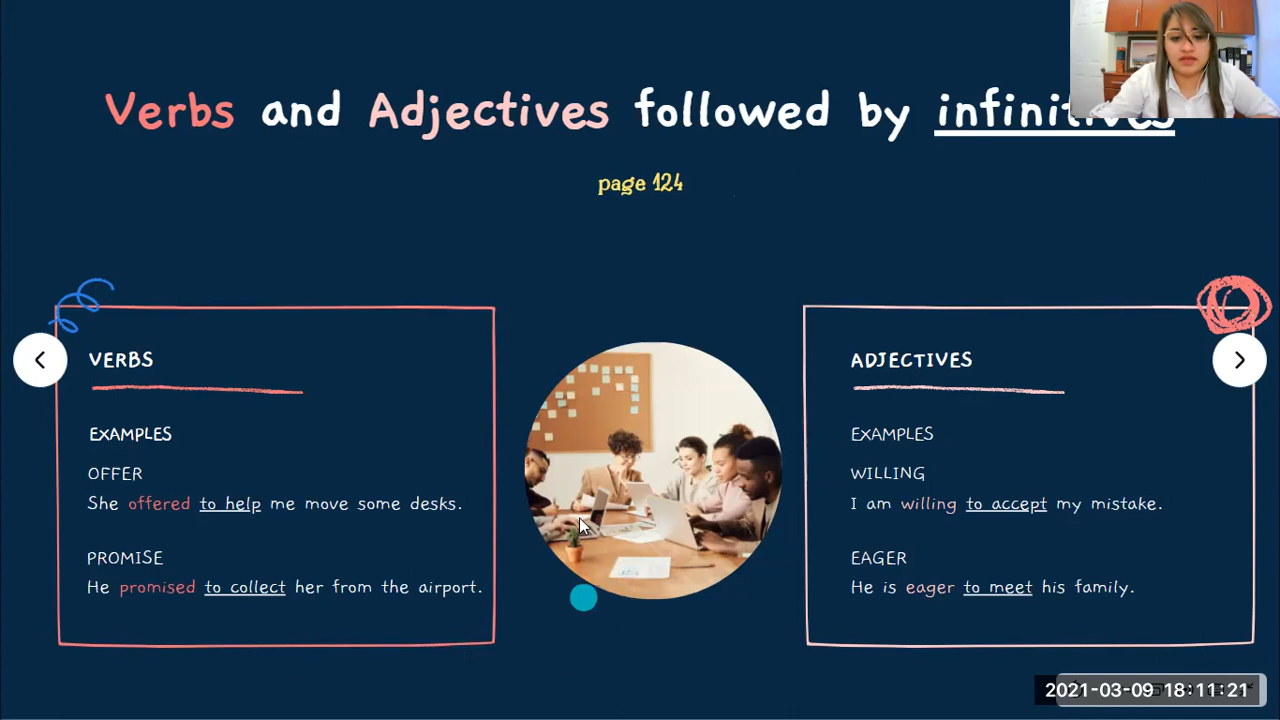 Verbs and Adjectives followed by infinitives
page 124
VERBS
EXAMPLES
OFFER
She offered to help me move some desks.
PROMISE
He promised to collect her from the airport.
ADJECTIVES
EXAMPLES
WILLING
I am willing to accept my mistake.
EAGER
He is eager to meet his family.
2021-03-09 18:11:21